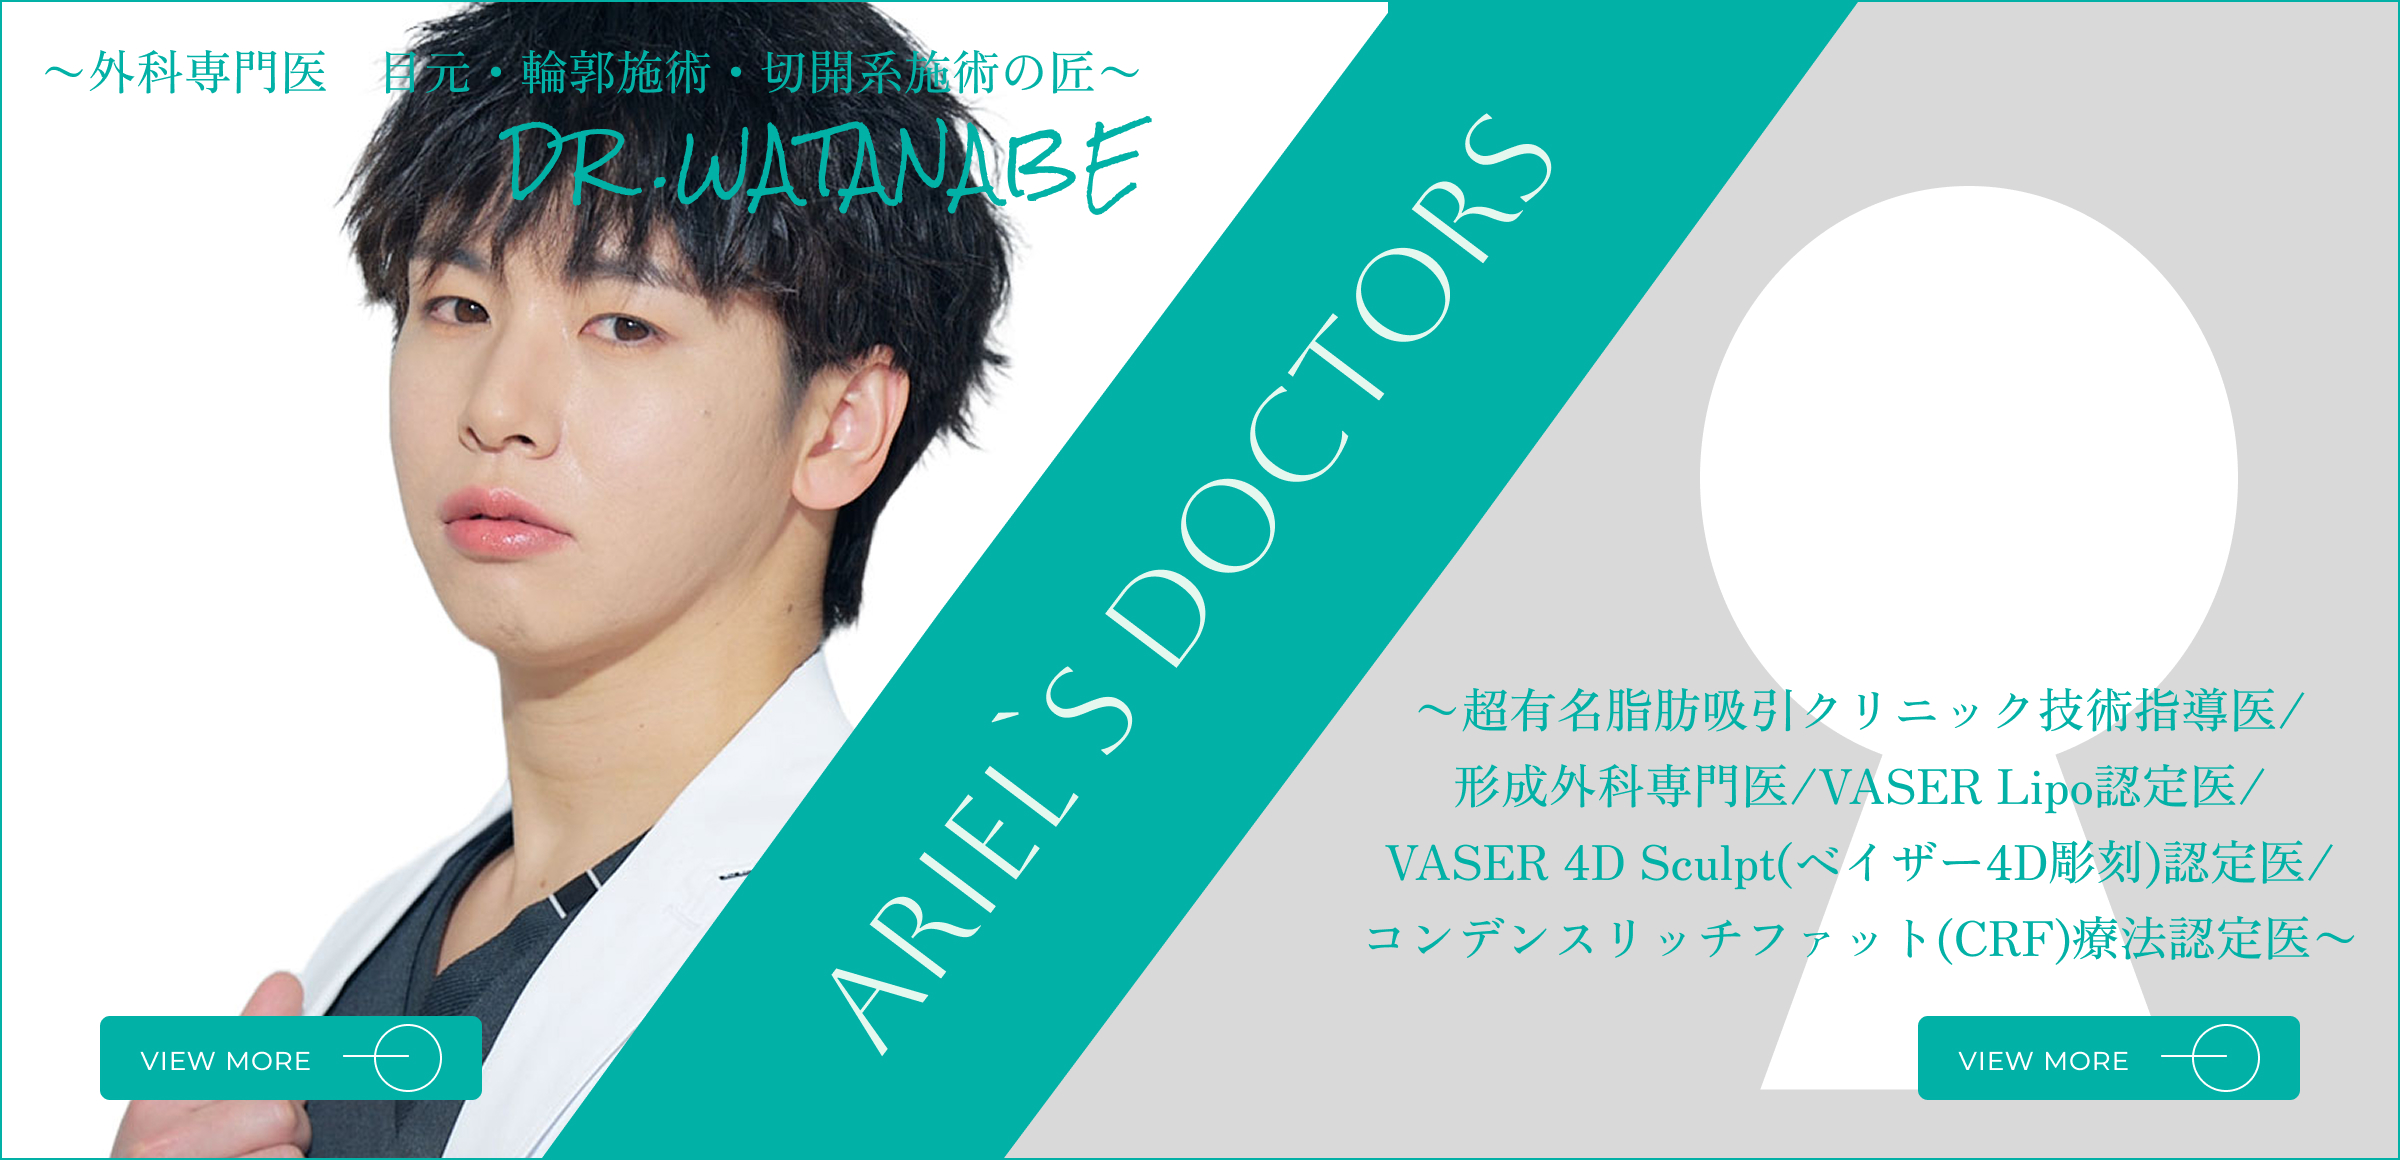 ～外科専門医　目元・輪郭施術・切開系施術の匠～
DR.WATANABE
ARIEL`S DOCTORS
～超有名脂肪吸引クリニック技術指導医/
形成外科専門医/VASER Lipo認定医/
VASER 4D Sculpt(ベイザー4D彫刻)認定医/
コンデンスリッチファット(CRF)療法認定医～
VIEW MORE
VIEW MORE